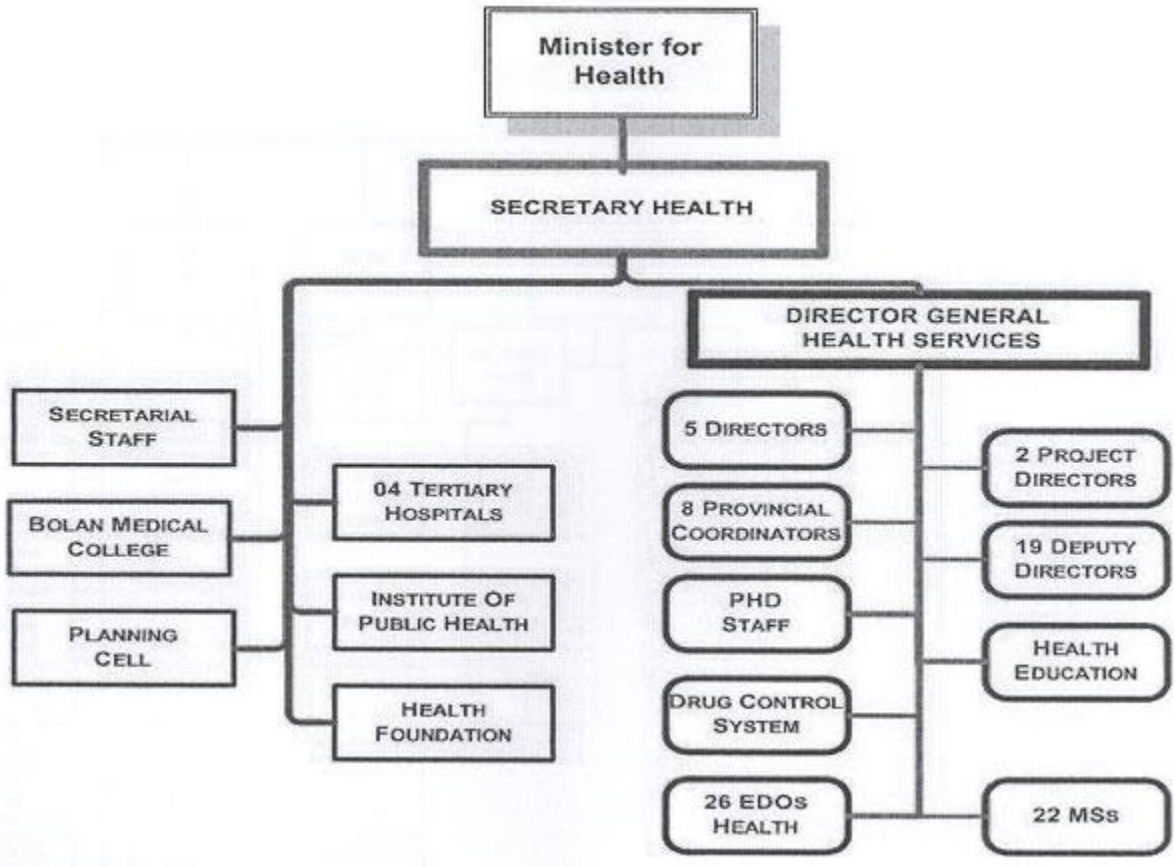 Minister for
Health
SECRETARY HEALTH
DIRECTOR GENERAL
HEALTH SERVICES
SECRETARIAL
STAFF
BOLAN MEDICAL
COLLEGE
PLANNING
CELL
04 TERTIARY
HOSPITALS
INSTITUTE OF
PUBLIC HEALTH
HEALTH
FOUNDATION
5 DIRECTORS
8 PROVINCIAL
COORDINATORS
PHD
STAFF
DRUG CONTROL
SYSTEM
26 EDOS
HEALTH
2 PROJECT
DIRECTORS
19 DEPUTY
DIRECTORS
HEALTH
EDUCATION
22 MSs